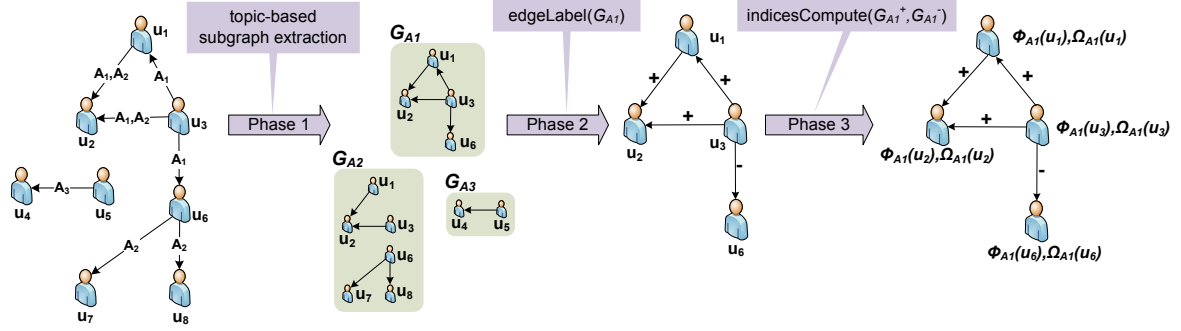 topic-based
subgraph extraction
Phase 1
edgeLabel(G_A1)
Phase 2
indicesCompute(G_A1^+,G_A1^-)
Phase 3
u₁
A₁,A₂
A₁
u₂
A₁,A₂
u₃
A₁
u₄
A₃
u₅
u₆
A₂
A₂
u₇
u₈
G_A1
u₁
u₂
u₃
u₆
G_A2
u₁
u₂
u₃
u₆
u₇
u₈
G_A3
u₄
u₅
u₁
+
+
+
u₂
u₃
-
u₆
Φ_A1(u₁),Ω_A1(u₁)
+
+
+
Φ_A1(u₃),Ω_A1(u₃)
Φ_A1(u₂),Ω_A1(u₂)
-
Φ_A1(u₆),Ω_A1(u₆)